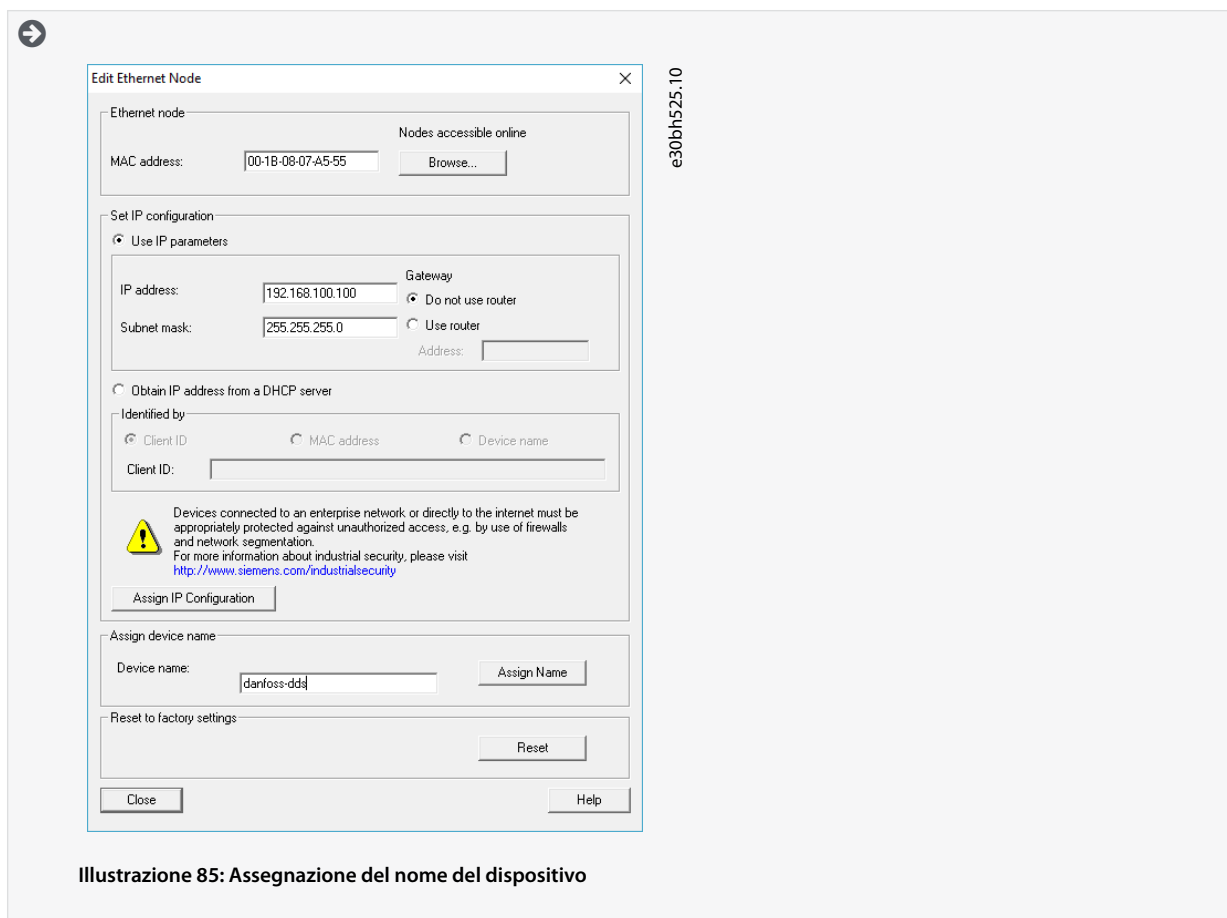 Edit Ethernet Node
e30bh525.10
Ethernet node
Nodes accessible online
MAC address:
00-1B-08-07-A5-55
Browse...
Set IP configuration
Use IP parameters
Gateway
IP address:
192.168.100.100
Do not use router
Subnet mask:
255.255.255.0
Use router
Address:
Obtain IP address from a DHCP server
Identified by
Client ID
MAC address
Device name
Client ID:
Devices connected to an enterprise network or directly to the internet must be
appropriately protected against unauthorized access, e.g. by use of firewalls
and network segmentation.
For more information about industrial security, please visit
http://www.siemens.com/industrialsecurity
Assign IP Configuration
Assign device name
Device name:
danfoss-dds
Assign Name
Reset to factory settings
Reset
Close
Help
Illustrazione 85: Assegnazione del nome del dispositivo